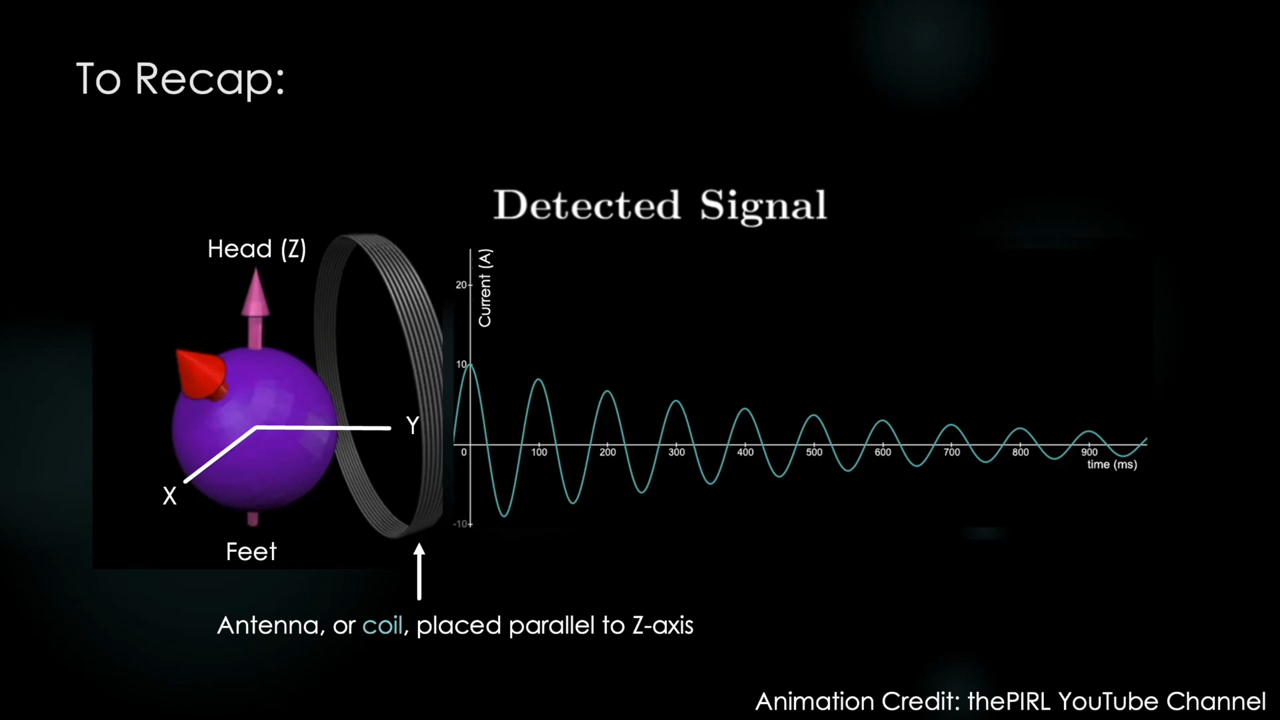 To Recap:
Detected Signal
Head (Z)
Current (A)
20
10
Y
0 100 200 300 400 500 600 700 800 900
time (ms)
X
-10
Feet
Antenna, or coil, placed parallel to Z-axis
Animation Credit: thePIRL YouTube Channel